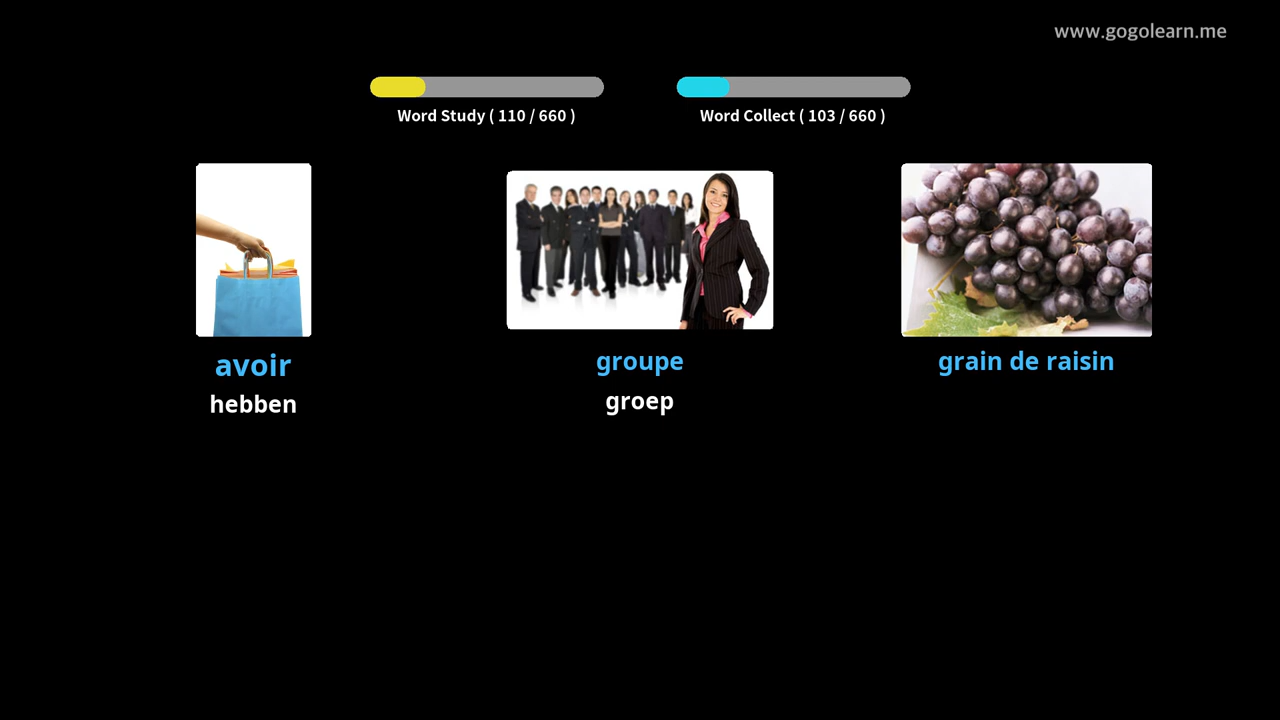 www.gogolearn.me
Word Study ( 110 / 660 )
Word Collect ( 103 / 660 )
avoir
hebben
groupe
groep
grain de raisin